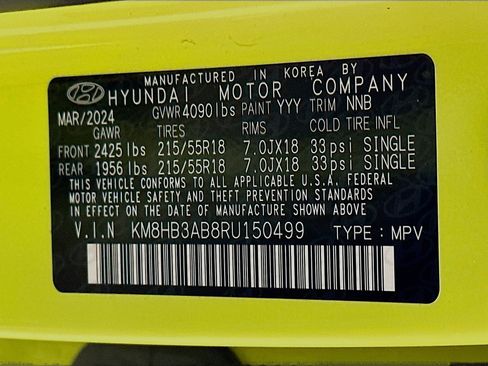 MANUFACTURED IN KOREA BY
HYUNDAI MOTOR COMPANY
MAR/2024 GVWR 4090lbs PAINT YYY TRIM NNB
GAWR TIRES RIMS COLD TIRE INFL
FRONT 2425 lbs 215/55R18 7.0JX18 33psi SINGLE
REAR 1956 lbs 215/55R18 7.0JX18 33psi SINGLE
THIS VEHICLE CONFORMS TO ALL APPLICABLE U.S.A. FEDERAL
MOTOR VEHICLE SAFETY, BUMPER, AND THEFT PREVENTION STANDARDS
IN EFFECT ON THE DATE OF MANUFACTURE SHOWN ABOVE.
V.I.N KM8HB3AB8RU150499 TYPE : MPV